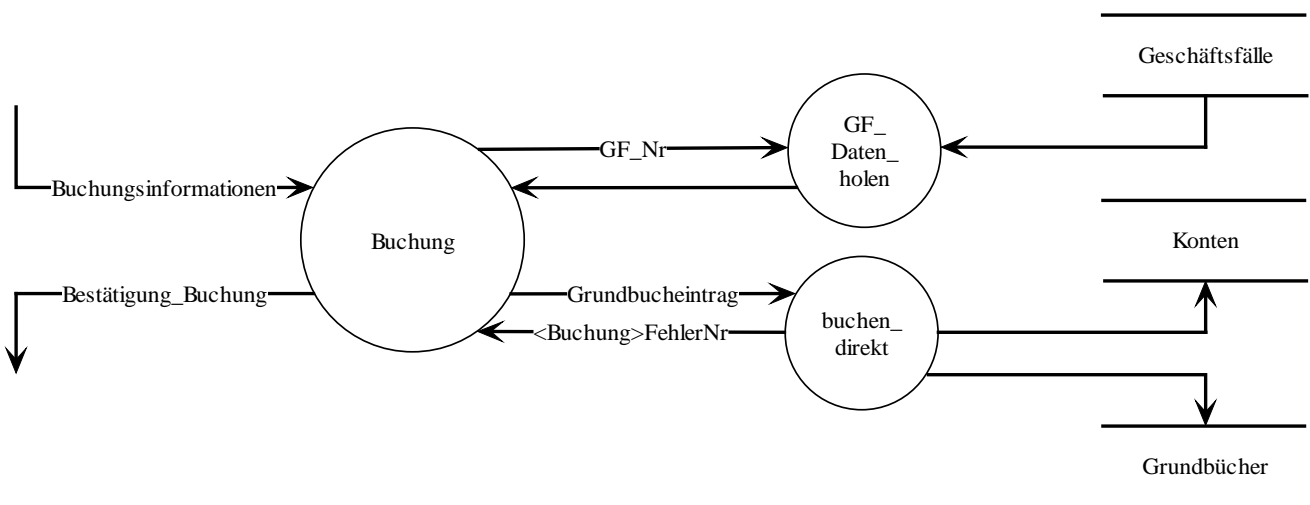 Geschäftsfälle
GF_
Daten_
holen
GF_Nr
Buchungsinformationen
Buchung
Konten
Bestätigung_Buchung
Grundbucheintrag
buchen_
direkt
<Buchung>FehlerNr
Grundbücher